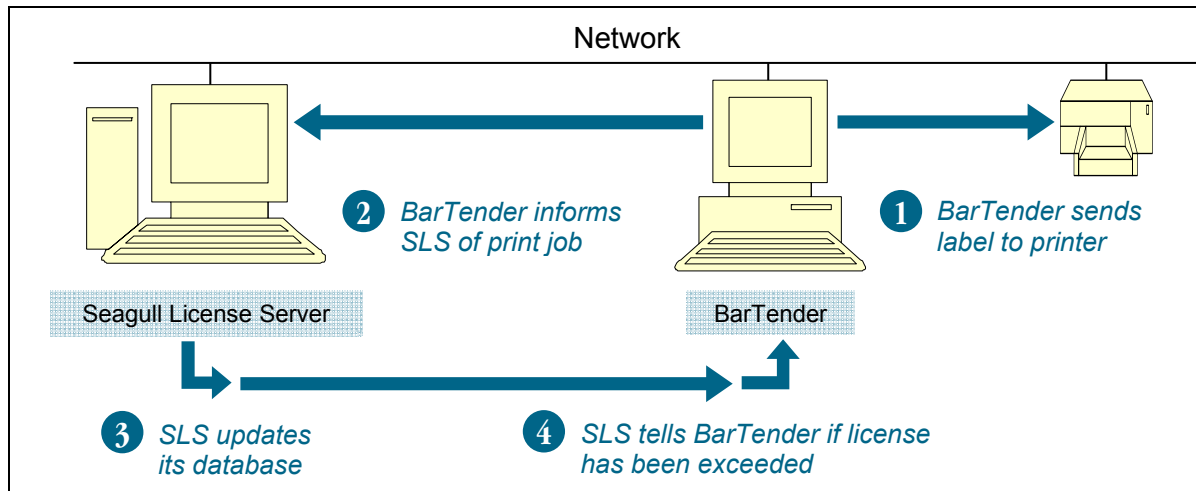 Network
2 BarTender informs
SLS of print job
1 BarTender sends
label to printer
Seagull License Server
BarTender
3 SLS updates
its database
4 SLS tells BarTender if license
has been exceeded